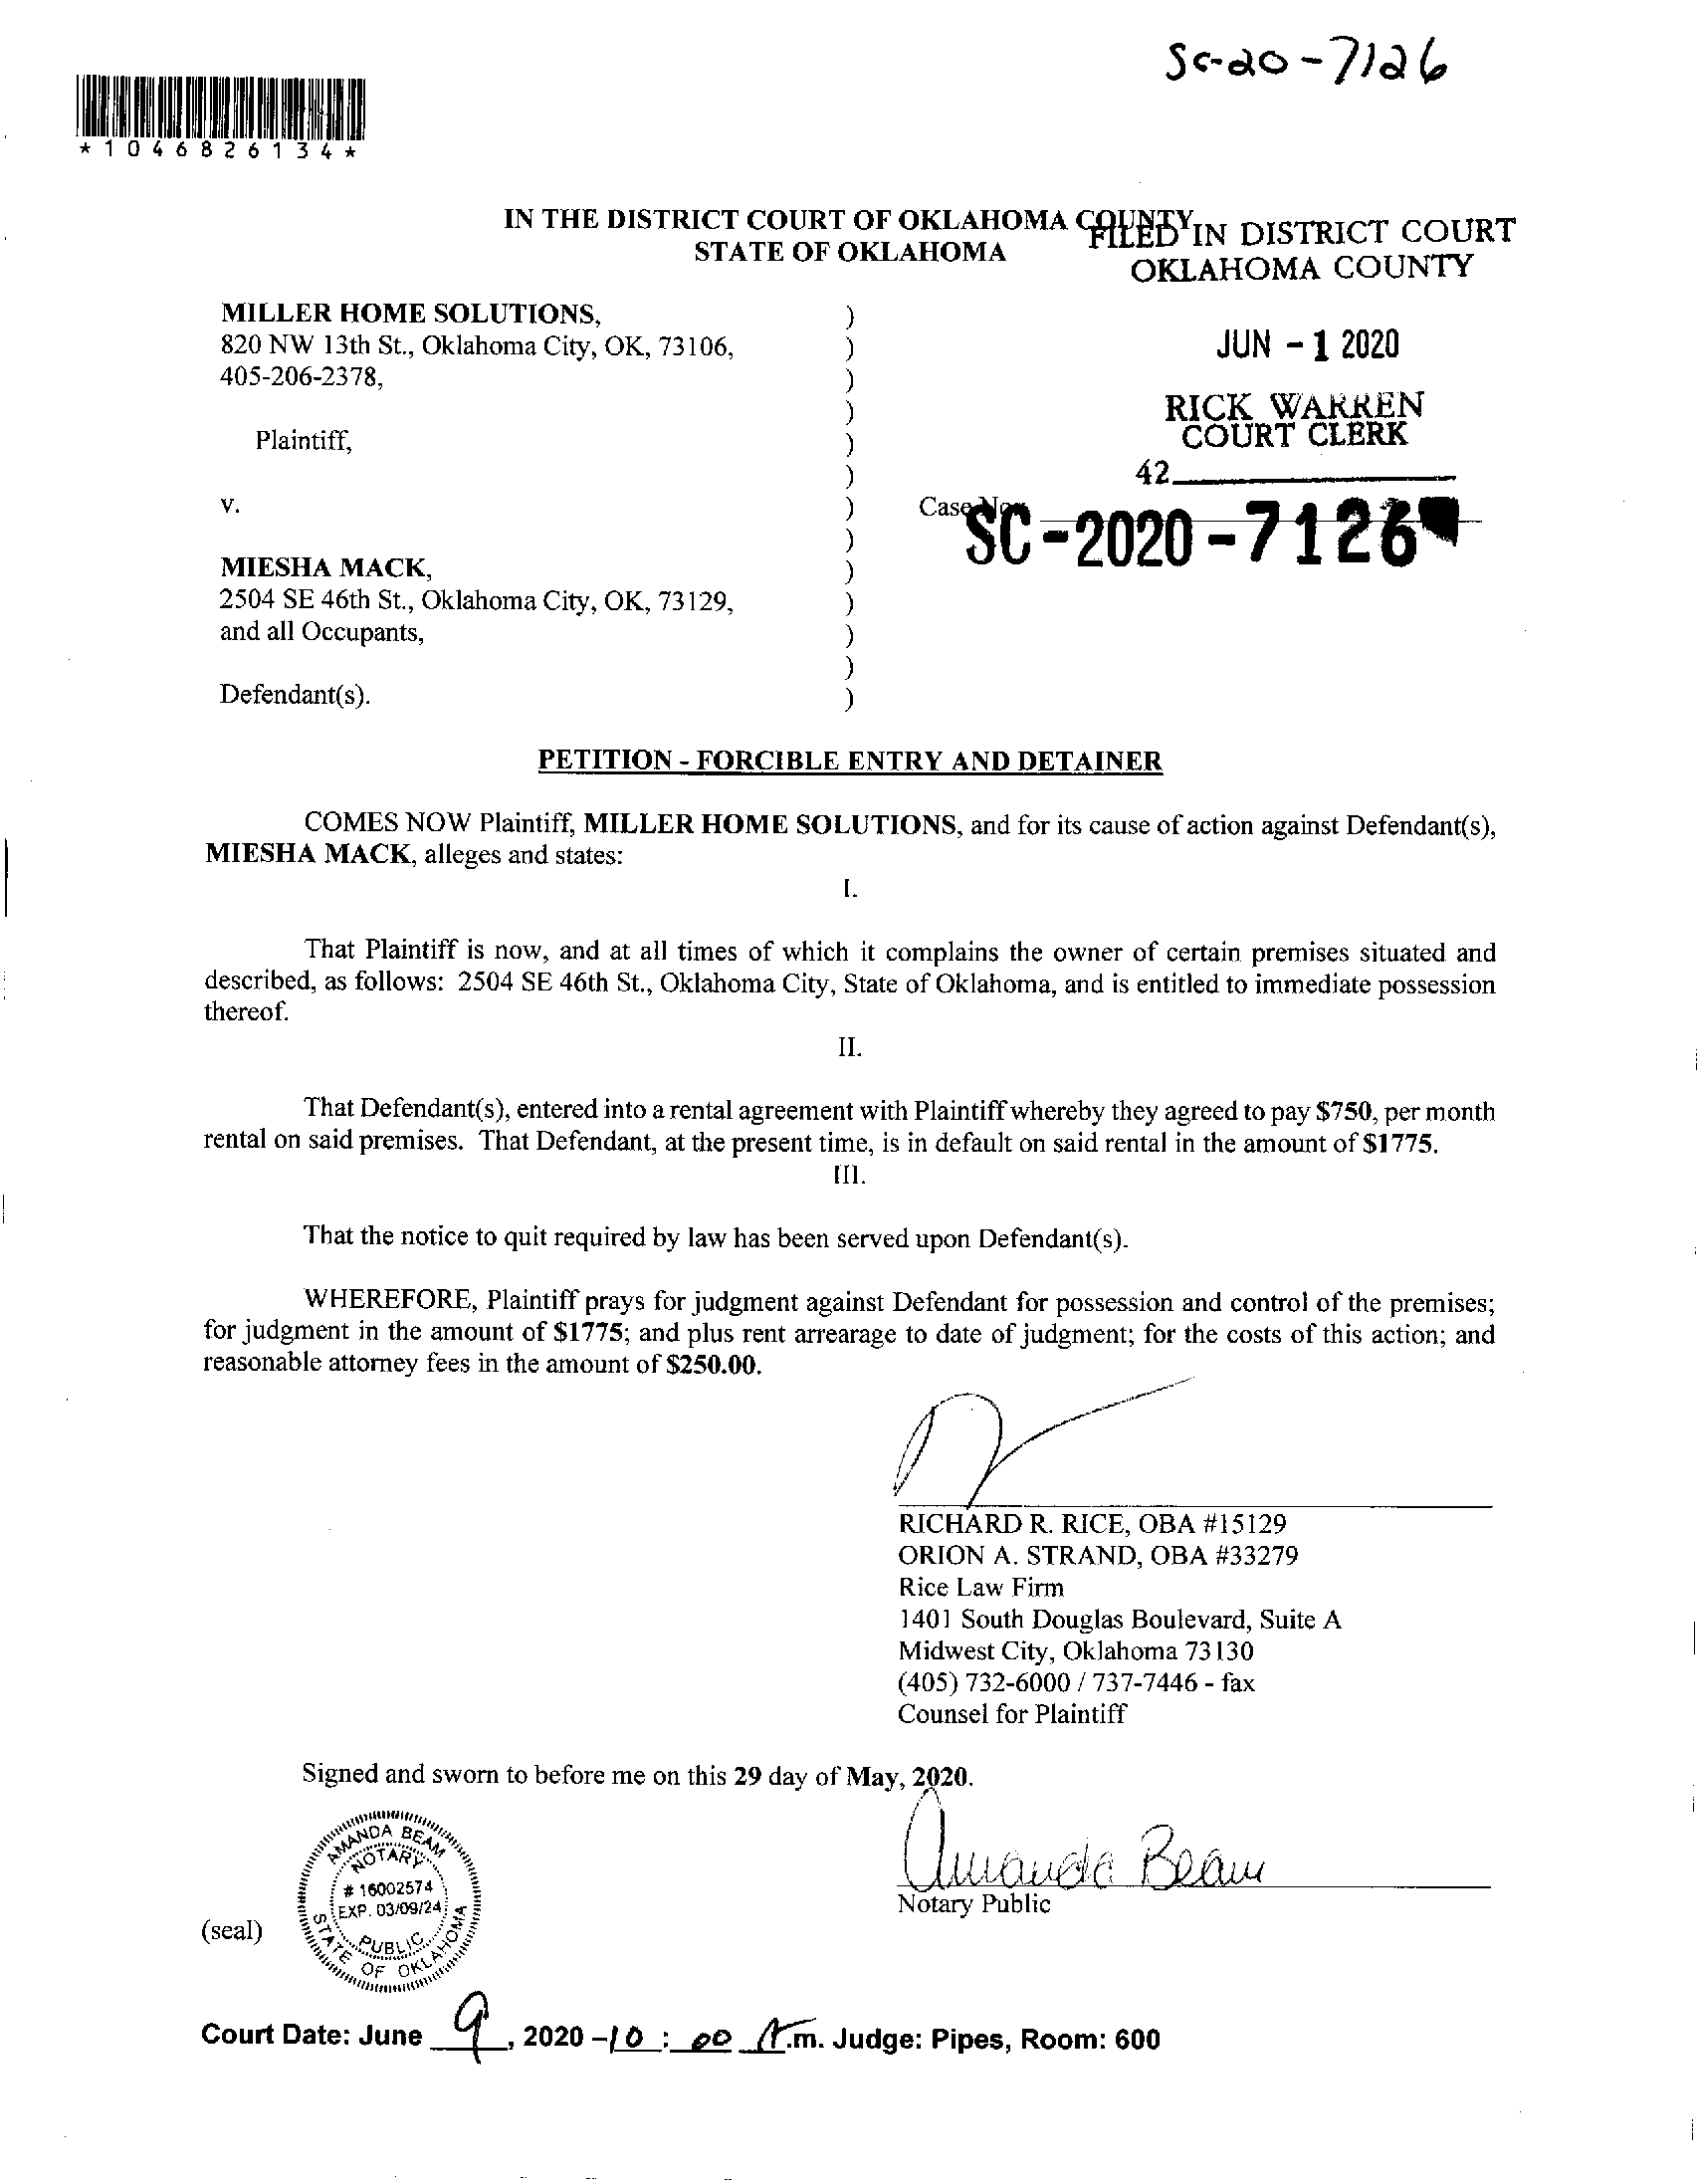 SC-20-7126
*1046826134*
IN THE DISTRICT COURT OF OKLAHOMA COUNTY
STATE OF OKLAHOMA
FILED IN DISTRICT COURT
OKLAHOMA COUNTY
MILLER HOME SOLUTIONS, )
820 NW 13th St., Oklahoma City, OK, 73106, )
JUN - 1 2020
405-206-2378, )
)
RICK WARREN
Plaintiff, )
COURT CLERK
)
42
v. )
Case No.
SC-2020-7126
)
MIESHA MACK, )
2504 SE 46th St., Oklahoma City, OK, 73129, )
and all Occupants, )
)
Defendant(s). )
PETITION - FORCIBLE ENTRY AND DETAINER
COMES NOW Plaintiff, MILLER HOME SOLUTIONS, and for its cause of action against Defendant(s),
MIESHA MACK, alleges and states:
I.
That Plaintiff is now, and at all times of which it complains the owner of certain premises situated and
described, as follows: 2504 SE 46th St., Oklahoma City, State of Oklahoma, and is entitled to immediate possession
thereof.
II.
That Defendant(s), entered into a rental agreement with Plaintiff whereby they agreed to pay $750, per month
rental on said premises. That Defendant, at the present time, is in default on said rental in the amount of $1775.
III.
That the notice to quit required by law has been served upon Defendant(s).
WHEREFORE, Plaintiff prays for judgment against Defendant for possession and control of the premises;
for judgment in the amount of $1775; and plus rent arrearage to date of judgment; for the costs of this action; and
reasonable attorney fees in the amount of $250.00.
RICHARD R. RICE, OBA #15129
ORION A. STRAND, OBA #33279
Rice Law Firm
1401 South Douglas Boulevard, Suite A
Midwest City, Oklahoma 73130
(405) 732-6000 / 737-7446 - fax
Counsel for Plaintiff
Signed and sworn to before me on this 29 day of May, 2020.
Amanda Beam
Notary Public
(seal)
AMANDA BEAM
NOTARY
# 16002574
EXP. 03/09/24
PUBLIC
STATE OF OKLAHOMA
Court Date: June 9, 2020 - 10 : 00 A.m. Judge: Pipes, Room: 600